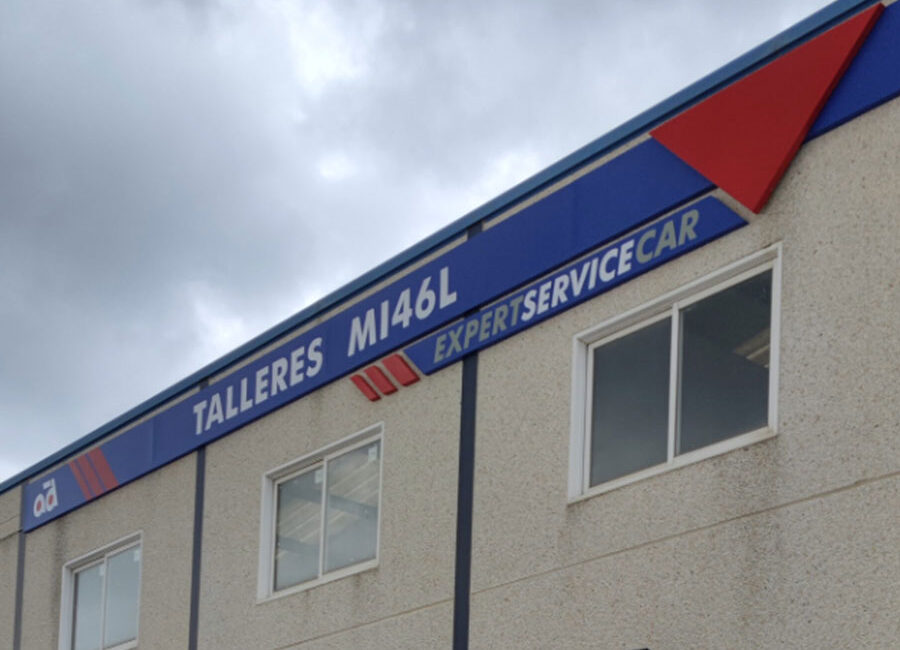 ad TALLERES MI46L
EXPERTSERVICECAR